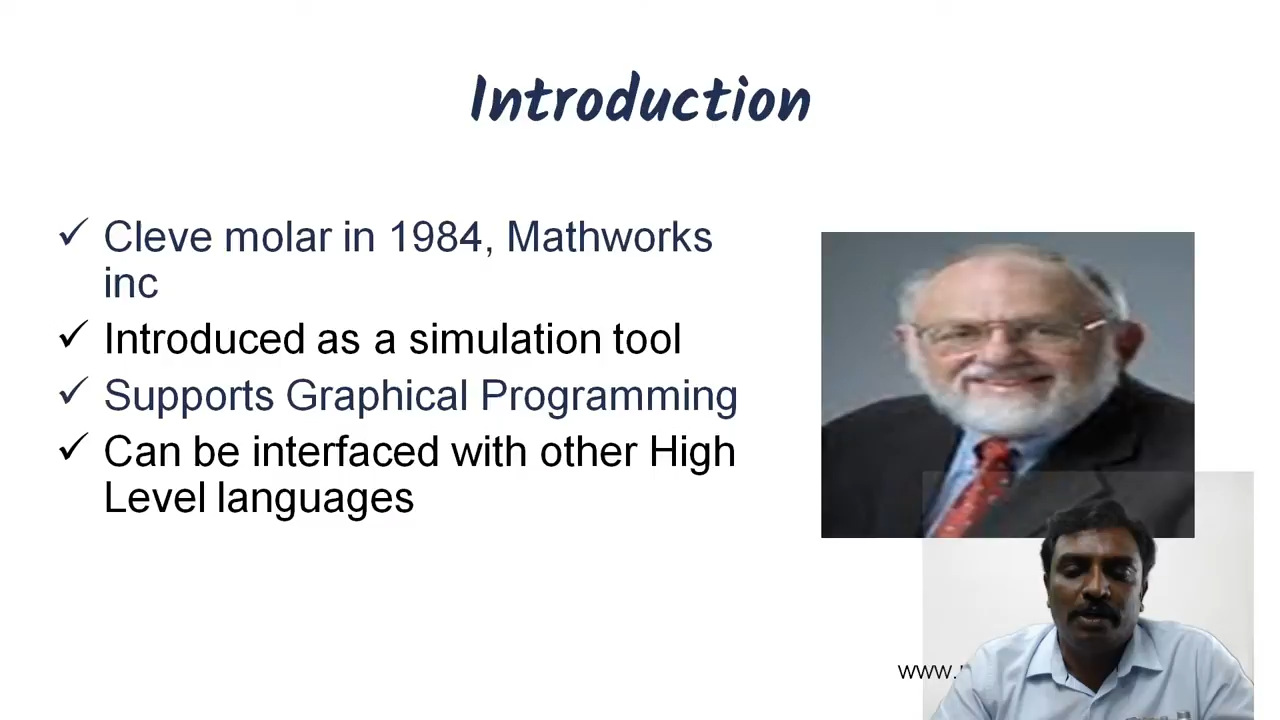 Introduction
✓ Cleve molar in 1984, Mathworks
inc
✓ Introduced as a simulation tool
✓ Supports Graphical Programming
✓ Can be interfaced with other High
Level languages
www.